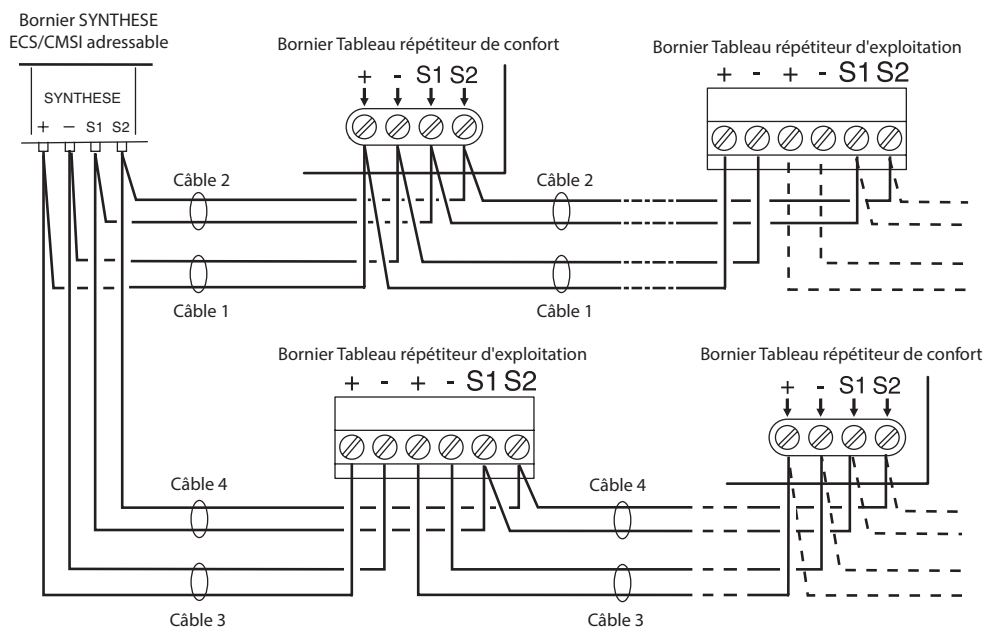 Bornier SYNTHESE
ECS/CMSI adressable
SYNTHESE
+ − S1 S2
Bornier Tableau répétiteur de confort
+ - S1 S2
Bornier Tableau répétiteur d'exploitation
+ - + - S1 S2
Câble 2
Câble 2
Câble 1
Câble 1
Bornier Tableau répétiteur d'exploitation
+ - + - S1 S2
Bornier Tableau répétiteur de confort
+ - S1 S2
Câble 4
Câble 4
Câble 3
Câble 3